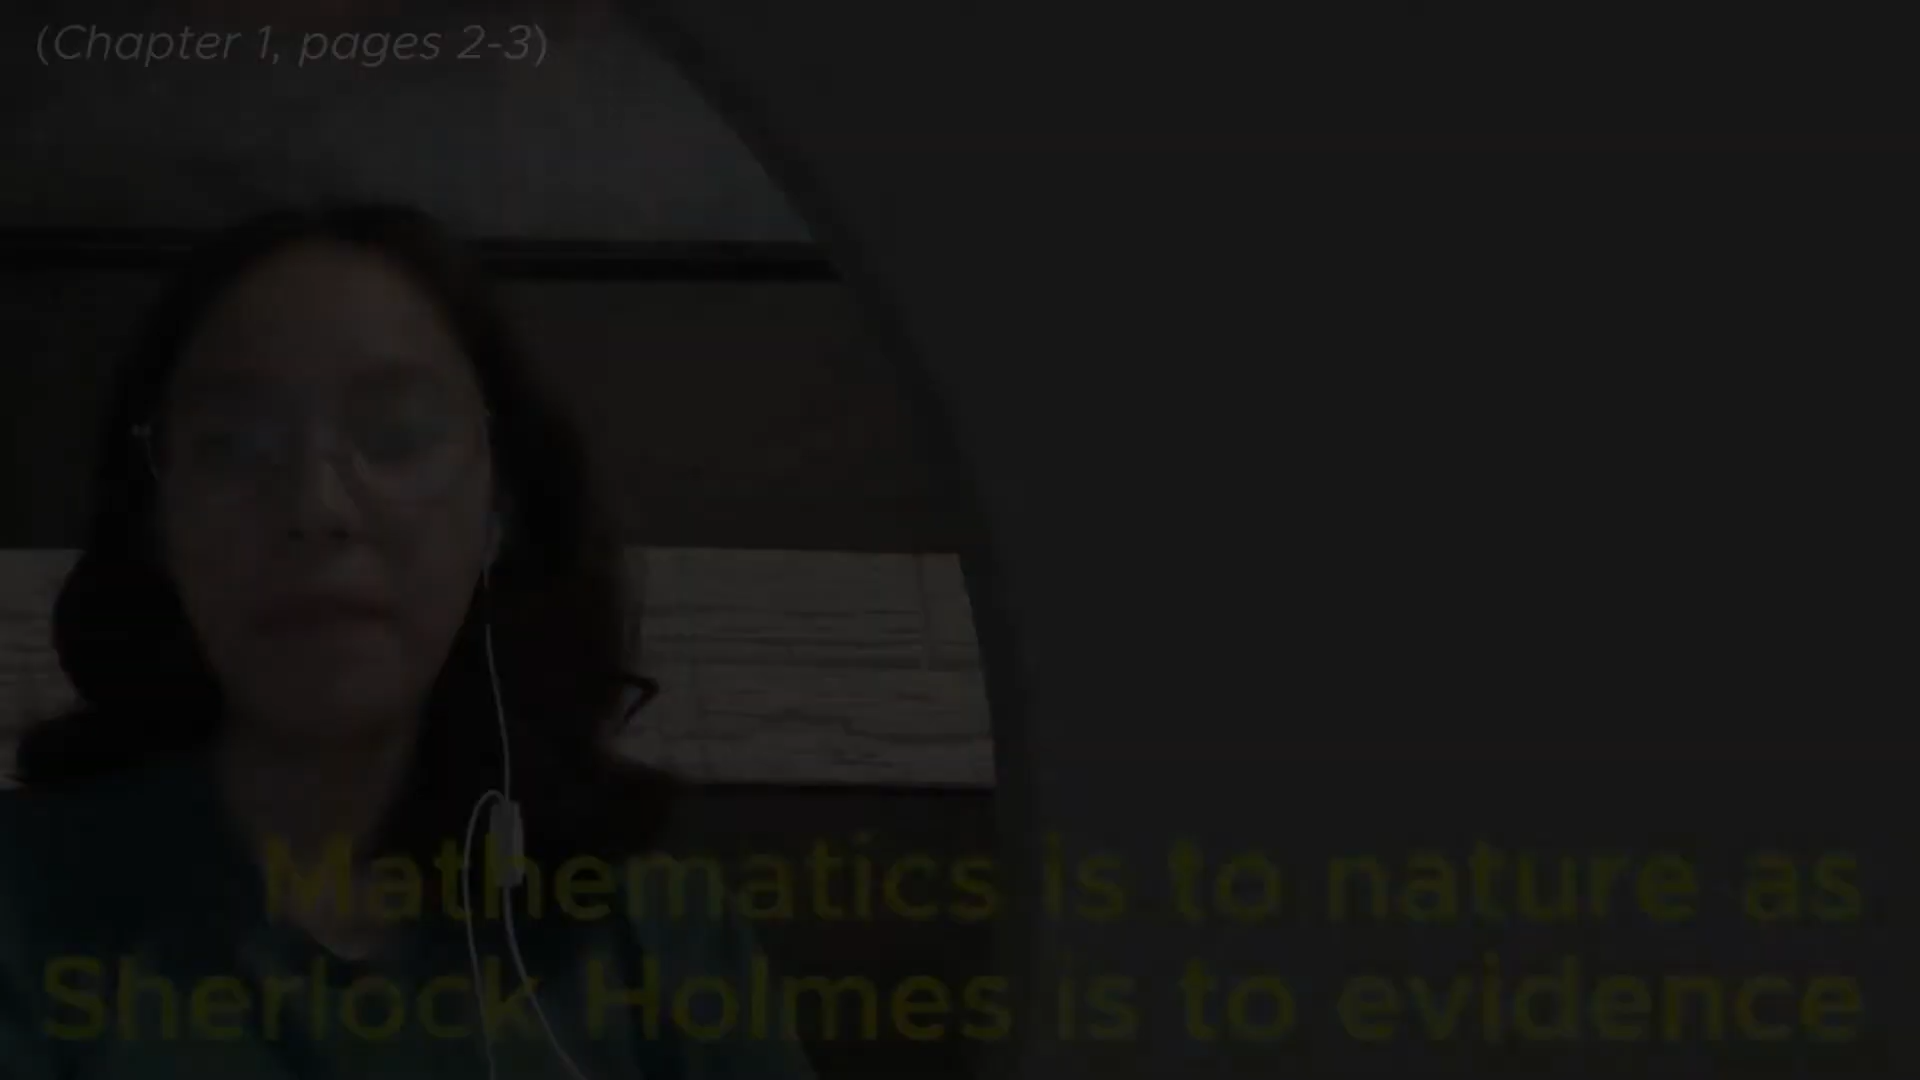 (Chapter 1, pages 2-3)
Mathematics is to nature as
Sherlock Holmes is to evidence